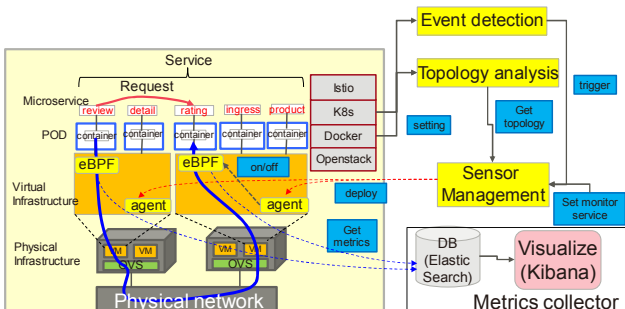 Event detection
Service
Request
Istio
Topology analysis
trigger
Microservice
review
detail
rating
ingress
product
K8s
Get
topology
POD
container
container
container
container
container
Docker
setting
eBPF
eBPF
on/off
Openstack
Sensor
Management
Virtual
Infrastructure
agent
agent
deploy
Set monitor
service
Get
metrics
Physical
Infrastructure
VM
VM
VM
VM
OVS
OVS
DB
(Elastic
Search)
Visualize
(Kibana)
Physical network
Metrics collector